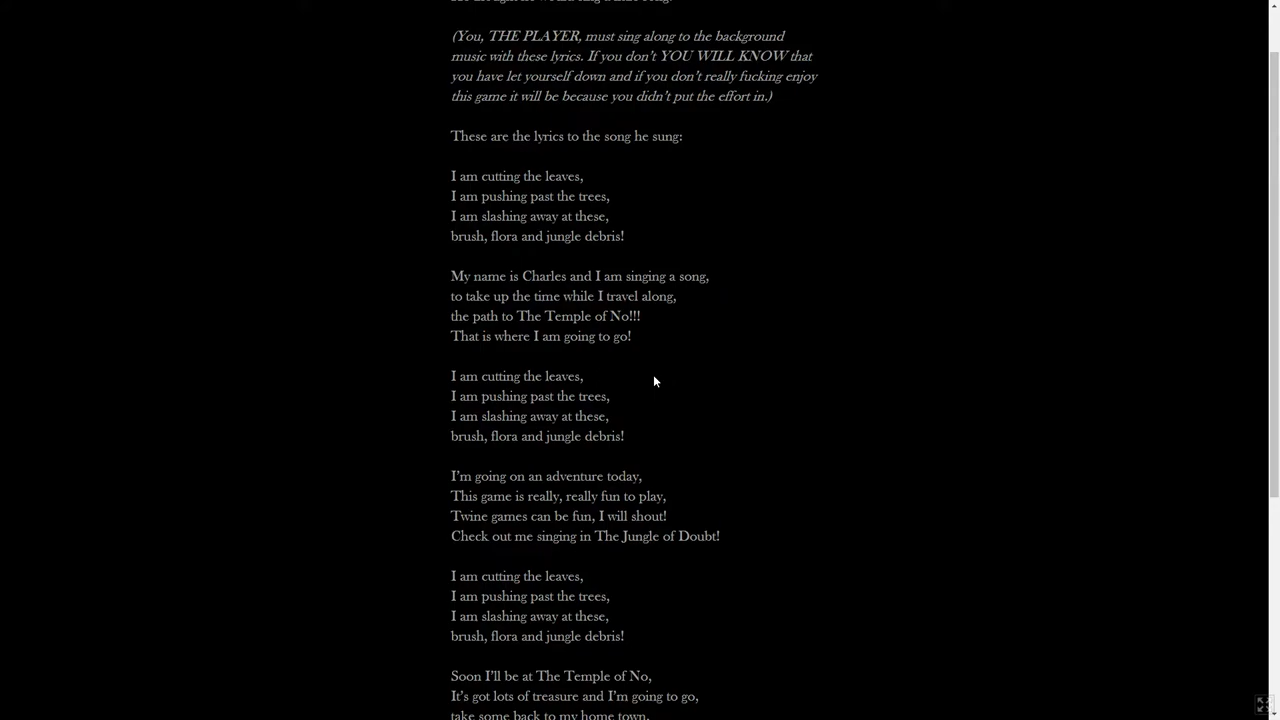 (You, THE PLAYER, must sing along to the background
music with these lyrics. If you don't YOU WILL KNOW that
you have let yourself down and if you don't really fucking enjoy
this game it will be because you didn't put the effort in.)
These are the lyrics to the song he sung:
I am cutting the leaves,
I am pushing past the trees,
I am slashing away at these,
brush, flora and jungle debris!
My name is Charles and I am singing a song,
to take up the time while I travel along,
the path to The Temple of No!!!
That is where I am going to go!
I am cutting the leaves,
I am pushing past the trees,
I am slashing away at these,
brush, flora and jungle debris!
I'm going on an adventure today,
This game is really, really fun to play,
Twine games can be fun, I will shout!
Check out me singing in The Jungle of Doubt!
I am cutting the leaves,
I am pushing past the trees,
I am slashing away at these,
brush, flora and jungle debris!
Soon I'll be at The Temple of No,
It's got lots of treasure and I'm going to go,
take some back to my home town,